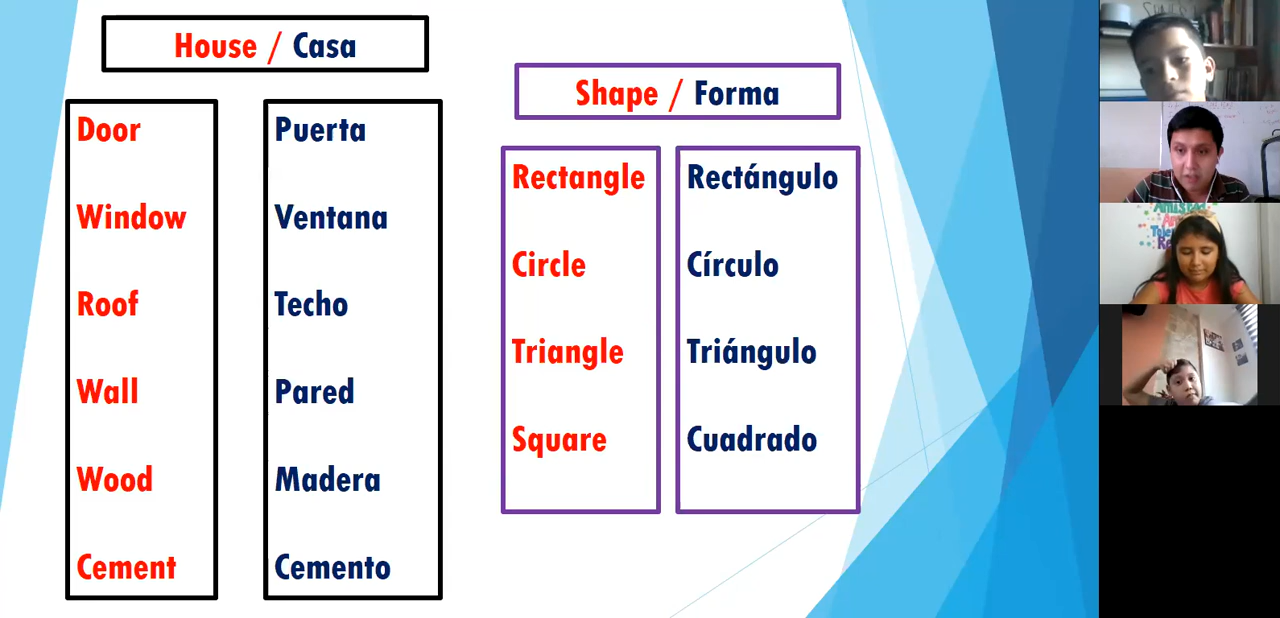 House / Casa
Door
Window
Roof
Wall
Wood
Cement
Puerta
Ventana
Techo
Pared
Madera
Cemento
Shape / Forma
Rectangle
Circle
Triangle
Square
Rectángulo
Círculo
Triángulo
Cuadrado